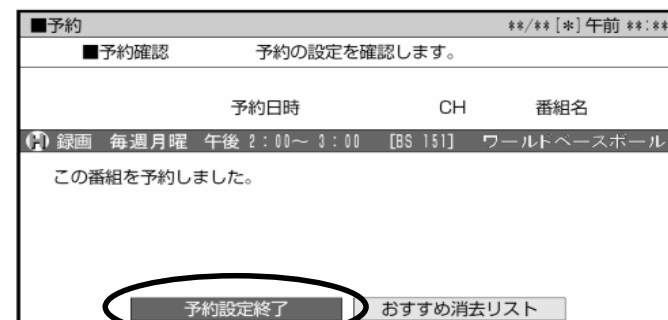 ■予約 **/** [*] 午前 **:**
■予約確認 予約の設定を確認します。
予約日時 CH 番組名
H 録画 毎週月曜 午後 2:00～ 3:00 [BS 151] ワールドベースボール
この番組を予約しました。
予約設定終了 おすすめ消去リスト